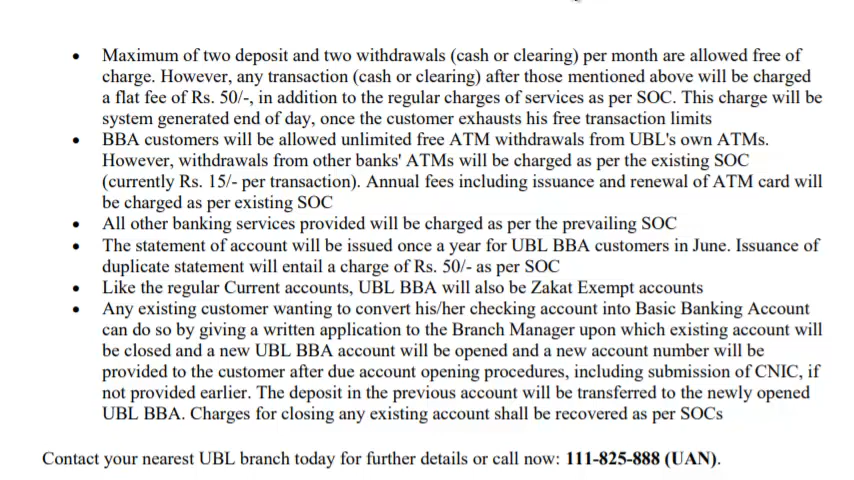 • Maximum of two deposit and two withdrawals (cash or clearing) per month are allowed free of
charge. However, any transaction (cash or clearing) after those mentioned above will be charged
a flat fee of Rs. 50/-, in addition to the regular charges of services as per SOC. This charge will be
system generated end of day, once the customer exhausts his free transaction limits
• BBA customers will be allowed unlimited free ATM withdrawals from UBL's own ATMs.
However, withdrawals from other banks' ATMs will be charged as per the existing SOC
(currently Rs. 15/- per transaction). Annual fees including issuance and renewal of ATM card will
be charged as per existing SOC
• All other banking services provided will be charged as per the prevailing SOC
• The statement of account will be issued once a year for UBL BBA customers in June. Issuance of
duplicate statement will entail a charge of Rs. 50/- as per SOC
• Like the regular Current accounts, UBL BBA will also be Zakat Exempt accounts
• Any existing customer wanting to convert his/her checking account into Basic Banking Account
can do so by giving a written application to the Branch Manager upon which existing account will
be closed and a new UBL BBA account will be opened and a new account number will be
provided to the customer after due account opening procedures, including submission of CNIC, if
not provided earlier. The deposit in the previous account will be transferred to the newly opened
UBL BBA. Charges for closing any existing account shall be recovered as per SOCs
Contact your nearest UBL branch today for further details or call now: 111-825-888 (UAN).